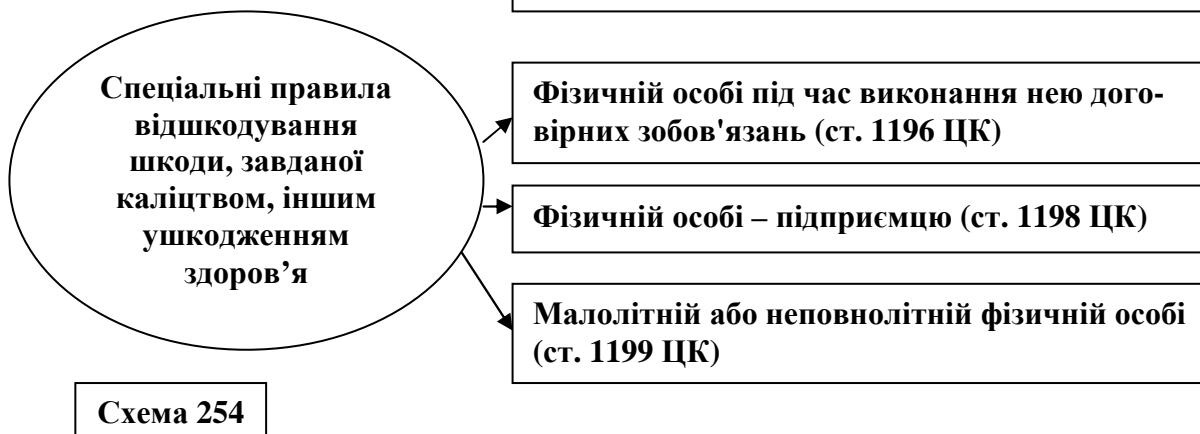 Спеціальні правила
відшкодування
шкоди, завданої
каліцтвом, іншим
ушкодженням
здоров’я
Фізичній особі під час виконання нею дого-
вірних зобов'язань (ст. 1196 ЦК)
Фізичній особі – підприємцю (ст. 1198 ЦК)
Малолітній або неповнолітній фізичній особі
(ст. 1199 ЦК)
Схема 254